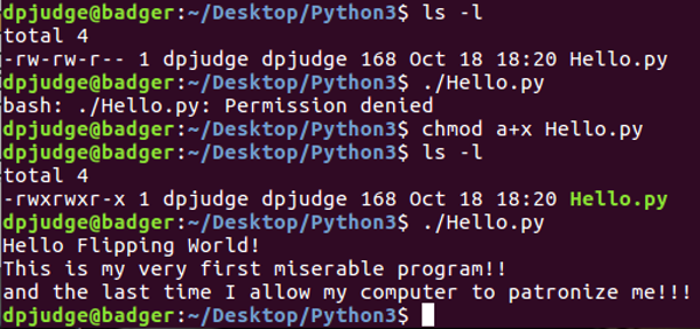 dpjudge@badger:~/Desktop/Python3$ ls -l
total 4
-rw-rw-r-- 1 dpjudge dpjudge 168 Oct 18 18:20 Hello.py
dpjudge@badger:~/Desktop/Python3$ ./Hello.py
bash: ./Hello.py: Permission denied
dpjudge@badger:~/Desktop/Python3$ chmod a+x Hello.py
dpjudge@badger:~/Desktop/Python3$ ls -l
total 4
-rwxrwxr-x 1 dpjudge dpjudge 168 Oct 18 18:20 Hello.py
dpjudge@badger:~/Desktop/Python3$ ./Hello.py
Hello Flipping World!
This is my very first miserable program!!
and the last time I allow my computer to patronize me!!!
dpjudge@badger:~/Desktop/Python3$